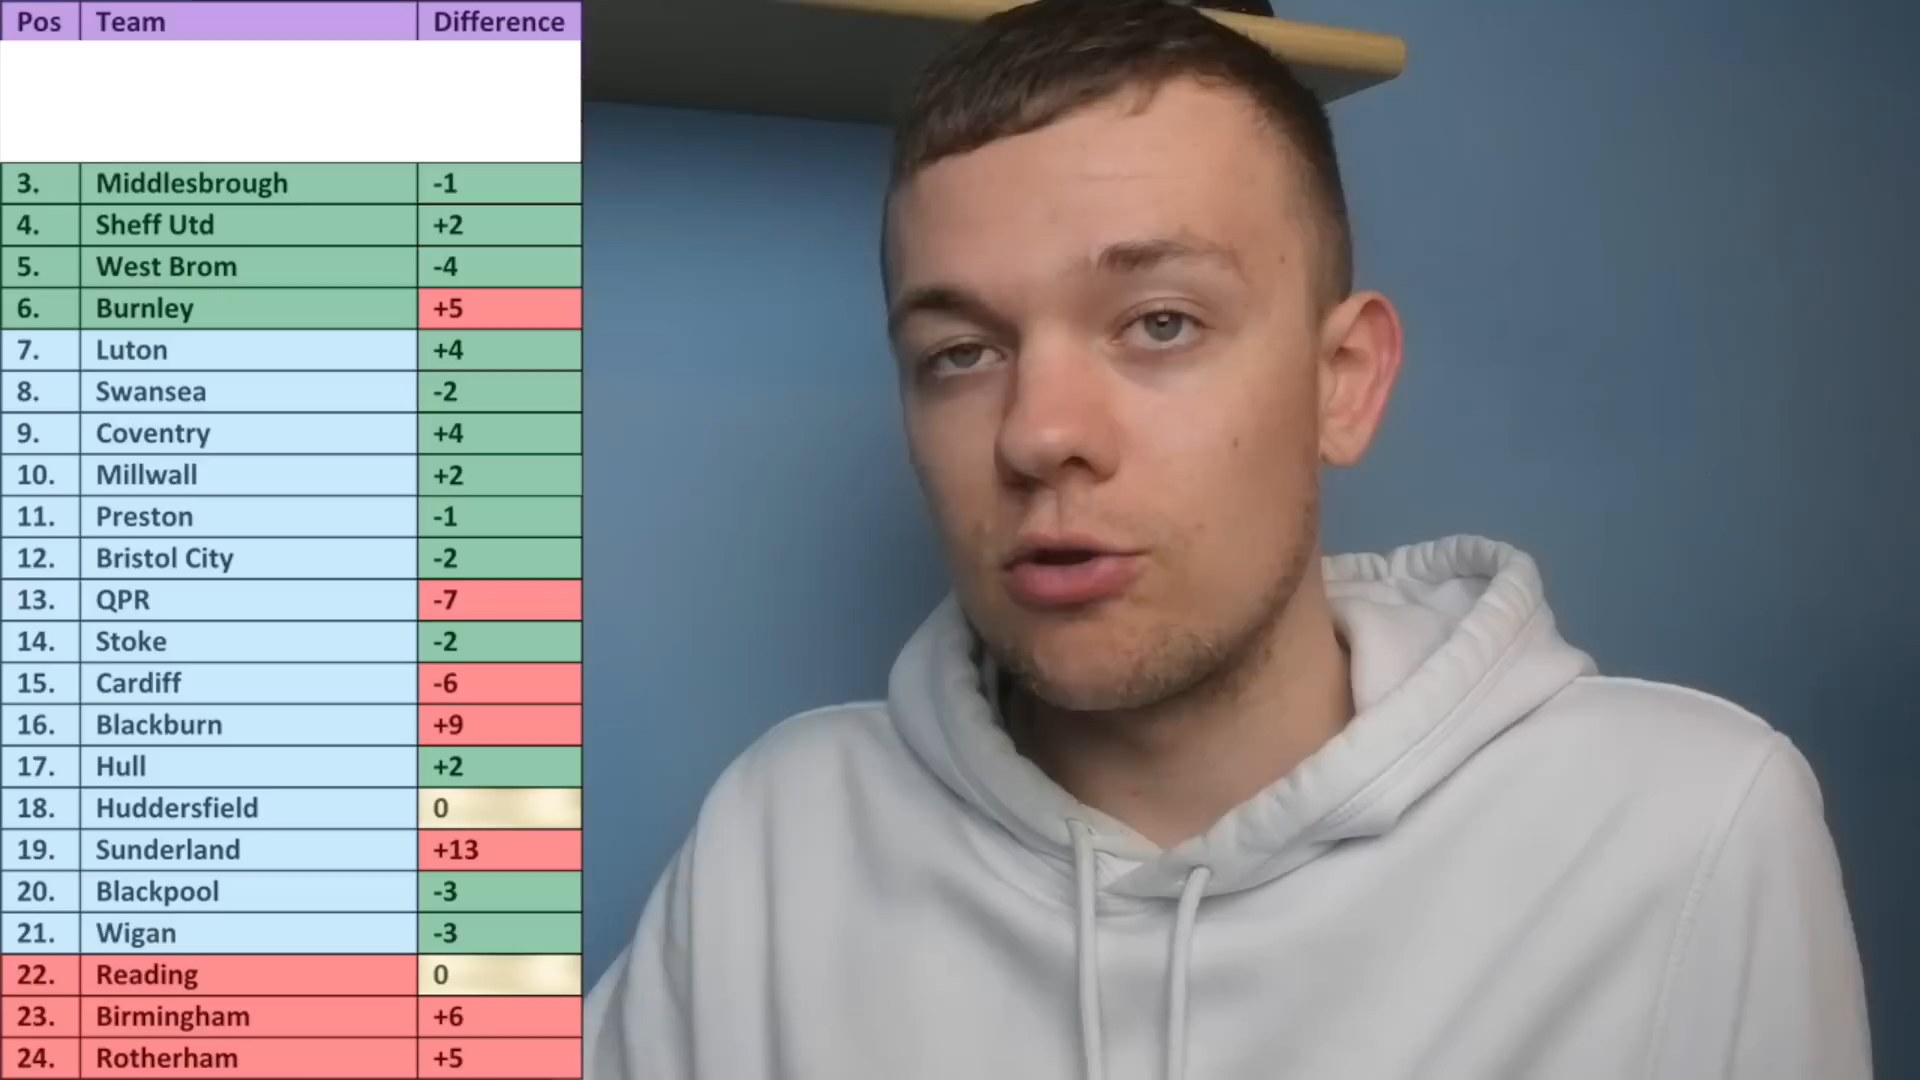 Pos Team Difference
3. Middlesbrough -1
4. Sheff Utd +2
5. West Brom -4
6. Burnley +5
7. Luton +4
8. Swansea -2
9. Coventry +4
10. Millwall +2
11. Preston -1
12. Bristol City -2
13. QPR -7
14. Stoke -2
15. Cardiff -6
16. Blackburn +9
17. Hull +2
18. Huddersfield 0
19. Sunderland +13
20. Blackpool -3
21. Wigan -3
22. Reading 0
23. Birmingham +6
24. Rotherham +5